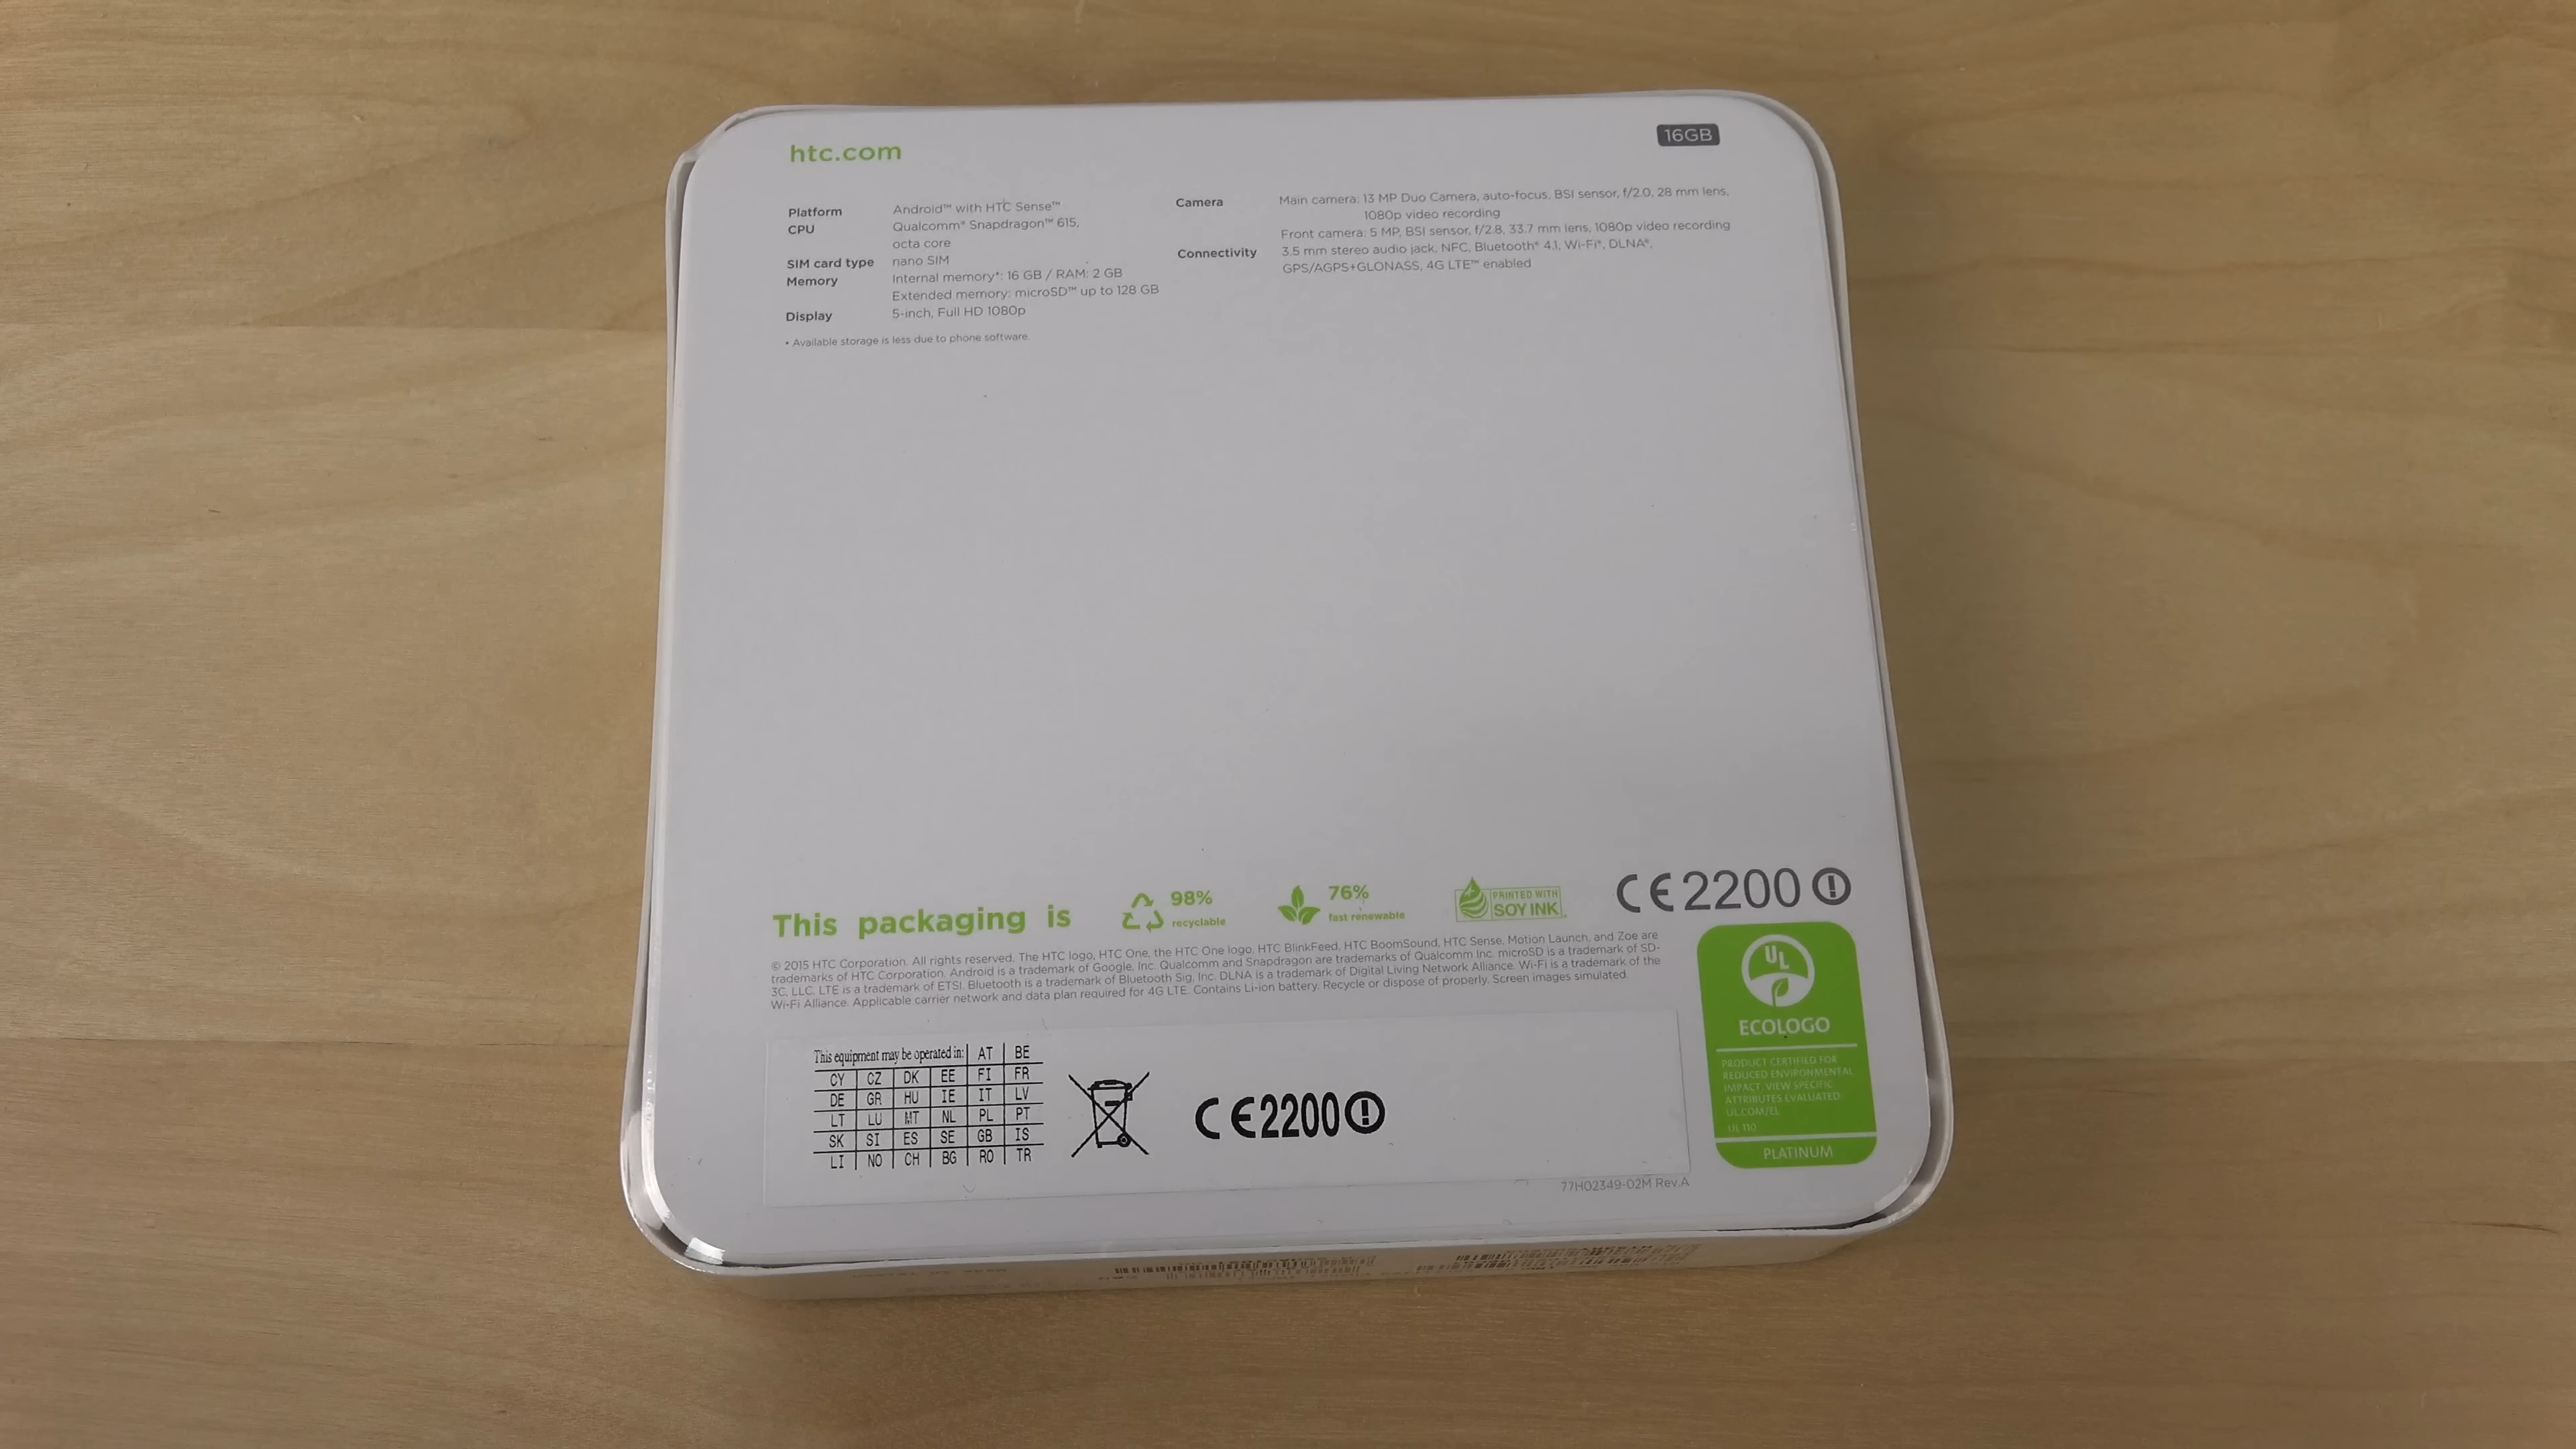 htc.com
16GB
Platform Android™ with HTC Sense™
CPU Qualcomm® Snapdragon™ 615,
octa core
SIM card type nano SIM
Memory Internal memory*: 16 GB / RAM: 2 GB
Extended memory: microSD™ up to 128 GB
Display 5-inch, Full HD 1080p
• Available storage is less due to phone software.
Camera Main camera: 13 MP Duo Camera, auto-focus, BSI sensor, f/2.0, 28 mm lens,
1080p video recording
Front camera: 5 MP, BSI sensor, f/2.8, 33.7 mm lens, 1080p video recording
Connectivity 3.5 mm stereo audio jack, NFC, Bluetooth® 4.1, Wi-Fi®, DLNA®,
GPS/AGPS+GLONASS, 4G LTE™ enabled
This packaging is
98%
recyclable
76%
fast renewable
PRINTED WITH
SOY INK
CE2200
© 2015 HTC Corporation. All rights reserved. The HTC logo, HTC One, the HTC One logo, HTC BlinkFeed, HTC BoomSound, HTC Sense, Motion Launch, and Zoe are
trademarks of HTC Corporation. Android is a trademark of Google, Inc. Qualcomm and Snapdragon are trademarks of Qualcomm Inc. microSD is a trademark of SD-
3C, LLC. LTE is a trademark of ETSI. Bluetooth is a trademark of Bluetooth Sig, Inc. DLNA is a trademark of Digital Living Network Alliance. Wi-Fi is a trademark of the
Wi-Fi Alliance. Applicable carrier network and data plan required for 4G LTE. Contains Li-ion battery. Recycle or dispose of properly. Screen images simulated.
UL
ECOLOGO
PRODUCT CERTIFIED FOR
REDUCED ENVIRONMENTAL
IMPACT. VIEW SPECIFIC
ATTRIBUTES EVALUATED:
UL.COM/EL
UL 110
PLATINUM
This equipment may be operated in: AT BE
CY CZ DK EE FI FR
DE GR HU IE IT LV
LT LU MT NL PL PT
SK SI ES SE GB IS
LI NO CH BG RO TR
CE2200
77H02349-02M Rev.A